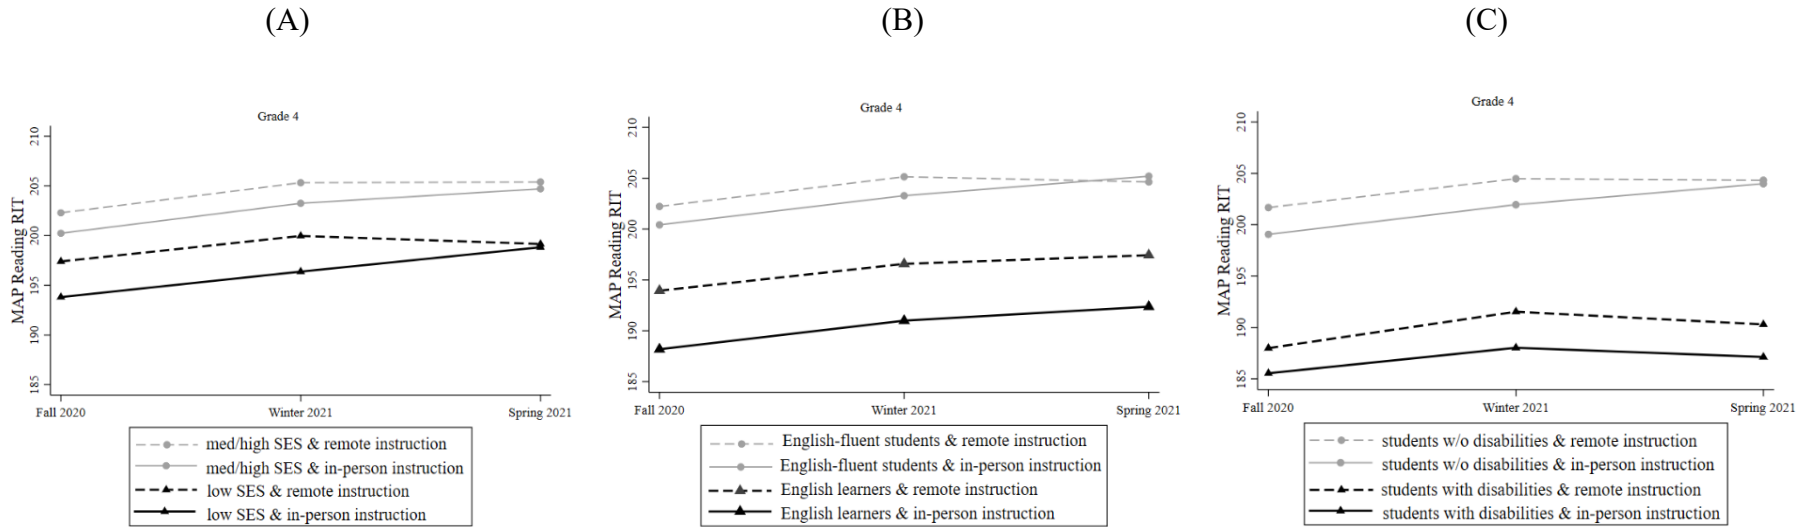 (A)
Grade 4
MAP Reading RIT
210
205
200
195
190
185
Fall 2020
Winter 2021
Spring 2021
med/high SES & remote instruction
med/high SES & in-person instruction
low SES & remote instruction
low SES & in-person instruction
(B)
Grade 4
MAP Reading RIT
210
205
200
195
190
185
Fall 2020
Winter 2021
Spring 2021
English-fluent students & remote instruction
English-fluent students & in-person instruction
English learners & remote instruction
English learners & in-person instruction
(C)
Grade 4
MAP Reading RIT
210
205
200
195
190
185
Fall 2020
Winter 2021
Spring 2021
students w/o disabilities & remote instruction
students w/o disabilities & in-person instruction
students with disabilities & remote instruction
students with disabilities & in-person instruction